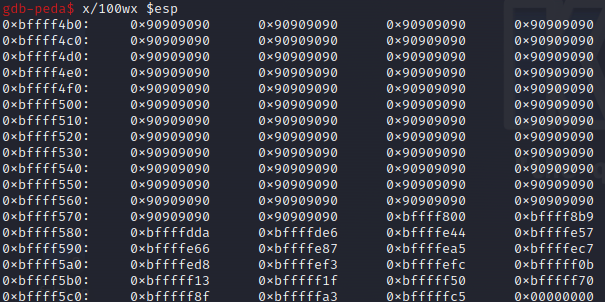 gdb-peda$ x/100wx $esp
0×bffff4b0: 0×90909090 0×90909090 0×90909090 0×90909090
0×bffff4c0: 0×90909090 0×90909090 0×90909090 0×90909090
0×bffff4d0: 0×90909090 0×90909090 0×90909090 0×90909090
0×bffff4e0: 0×90909090 0×90909090 0×90909090 0×90909090
0×bffff4f0: 0×90909090 0×90909090 0×90909090 0×90909090
0×bffff500: 0×90909090 0×90909090 0×90909090 0×90909090
0×bffff510: 0×90909090 0×90909090 0×90909090 0×90909090
0×bffff520: 0×90909090 0×90909090 0×90909090 0×90909090
0×bffff530: 0×90909090 0×90909090 0×90909090 0×90909090
0×bffff540: 0×90909090 0×90909090 0×90909090 0×90909090
0×bffff550: 0×90909090 0×90909090 0×90909090 0×90909090
0×bffff560: 0×90909090 0×90909090 0×90909090 0×90909090
0×bffff570: 0×90909090 0×90909090 0×bffff800 0×bffff8b9
0×bffff580: 0×bffffdda 0×bffffde6 0×bffffe44 0×bffffe57
0×bffff590: 0×bffffe66 0×bffffe87 0×bffffea5 0×bffffec7
0×bffff5a0: 0×bffffed8 0×bffffef3 0×bffffefc 0×bfffff0b
0×bffff5b0: 0×bfffff13 0×bfffff1f 0×bfffff50 0×bfffff70
0×bffff5c0: 0×bfffff8f 0×bfffffa3 0×bfffffc5 0×00000000